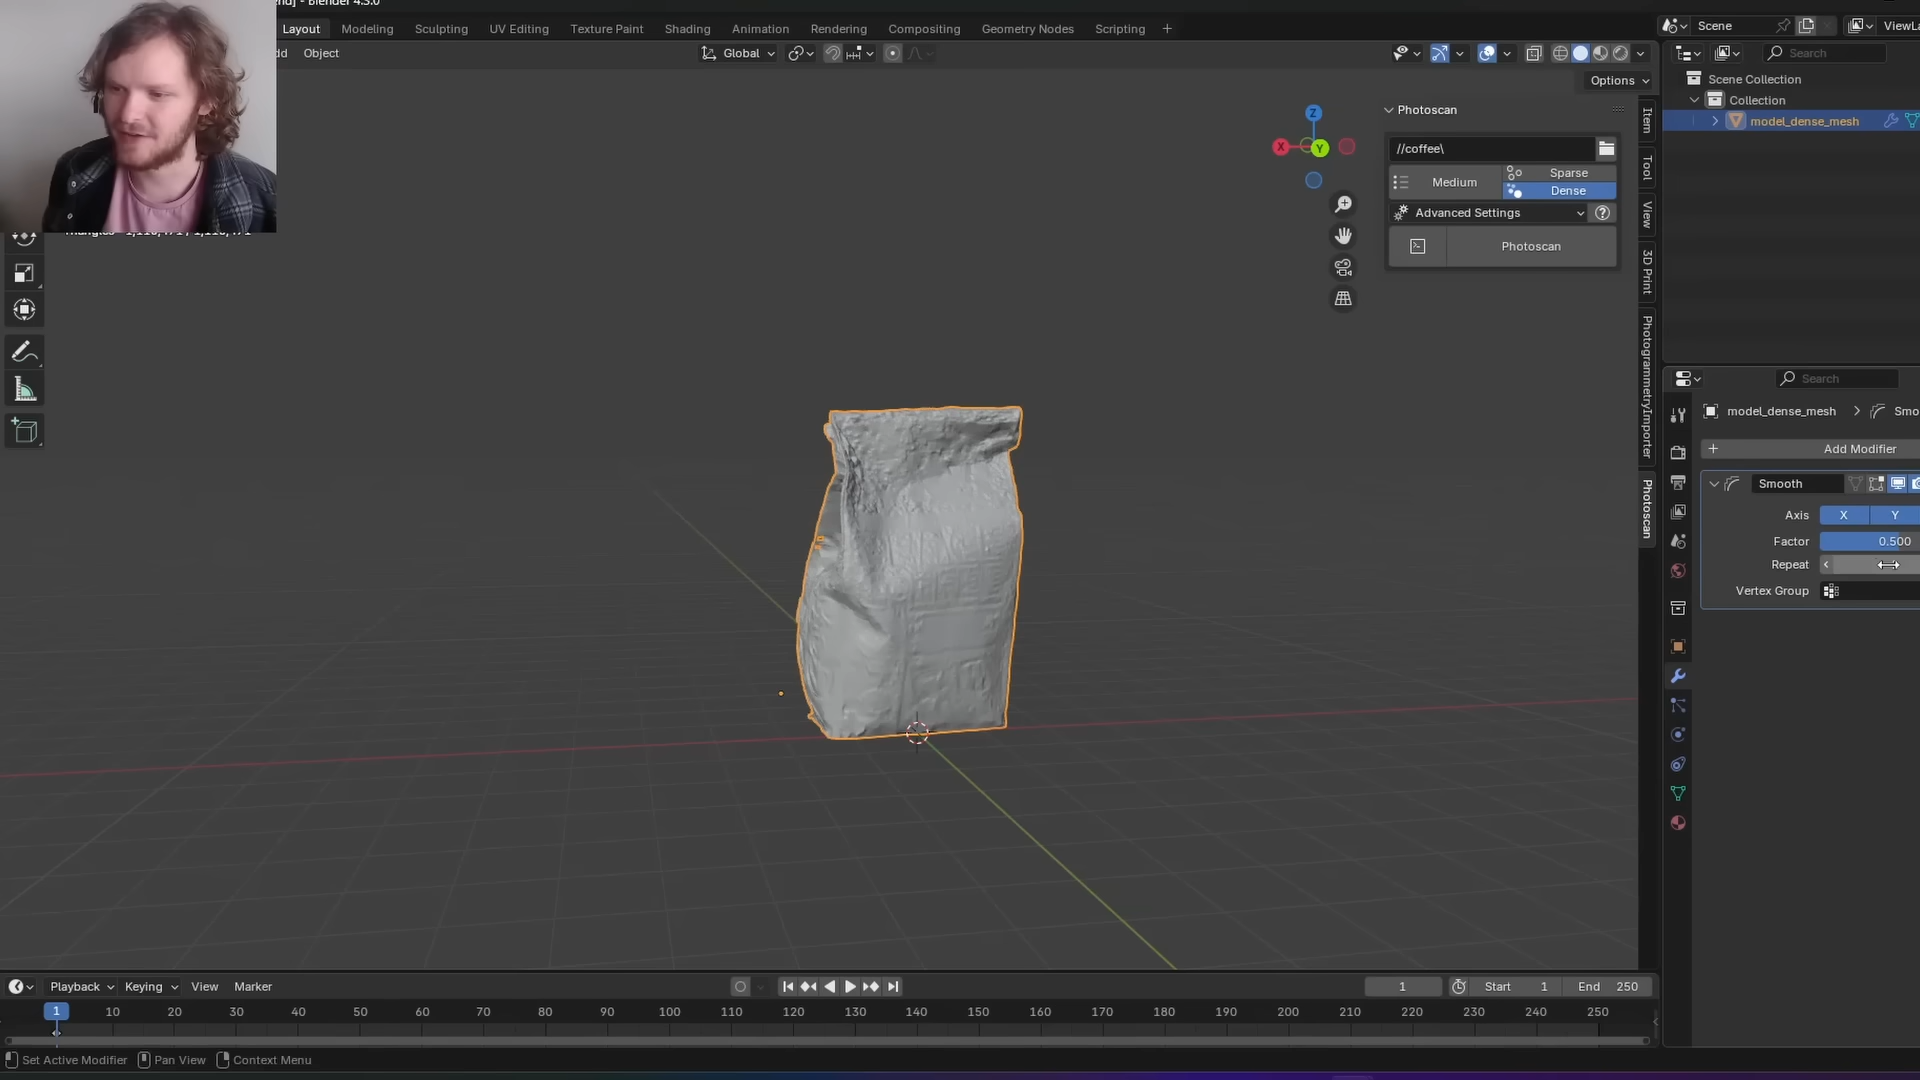 Layout Modeling Sculpting UV Editing Texture Paint Shading Animation Rendering Compositing Geometry Nodes Scripting +
Scene
Object
Global
Search
Options
Scene Collection
Collection
model_dense_mesh
Photoscan
//coffee\
Medium
Sparse
Dense
Advanced Settings
Photoscan
Item
Tool
View
3D Print
PhotogrammetryImporter
Photoscan
X
Y
Z
Search
model_dense_mesh > Smo
+ Add Modifier
Smooth
Axis X Y
Factor 0.500
Repeat
Vertex Group
Playback Keying View Marker
1
Start 1 End 250
1 10 20 30 40 50 60 70 80 90 100 110 120 130 140 150 160 170 180 190 200 210 220 230 240 250
Set Active Modifier Pan View Context Menu